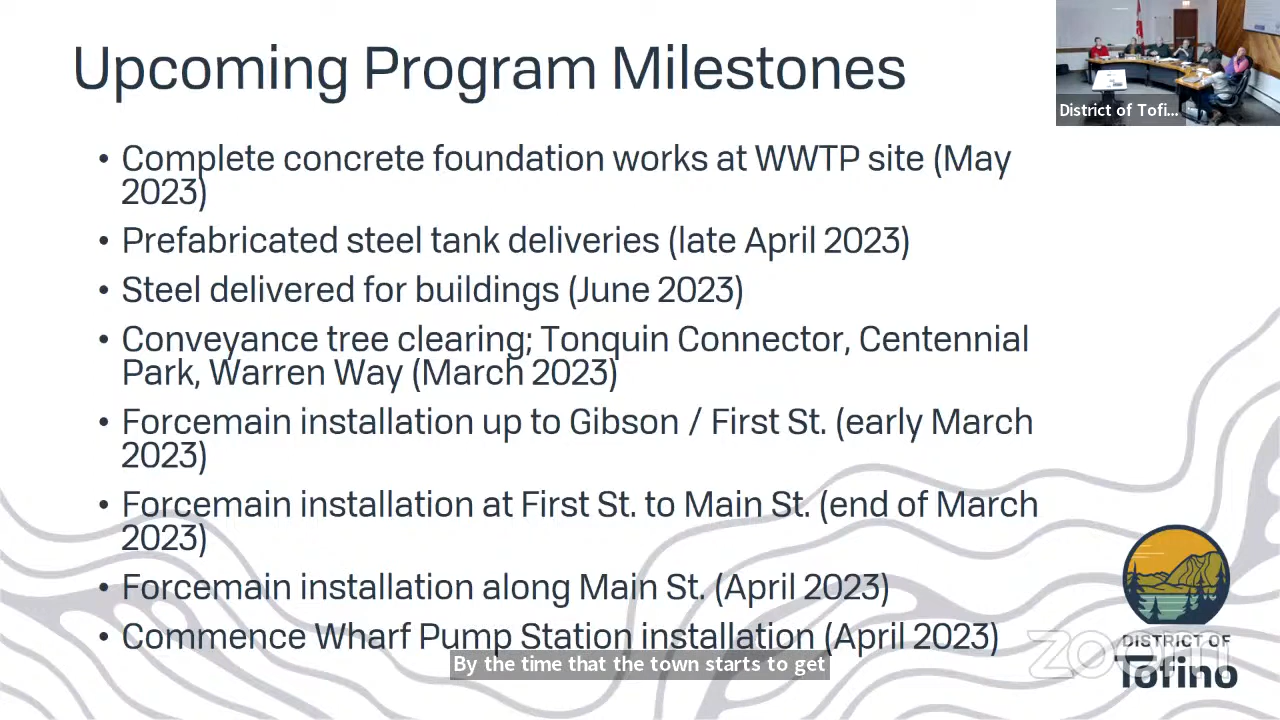 Upcoming Program Milestones
District of Tofi...
• Complete concrete foundation works at WWTP site (May
2023)
• Prefabricated steel tank deliveries (late April 2023)
• Steel delivered for buildings (June 2023)
• Conveyance tree clearing; Tonquin Connector, Centennial
Park, Warren Way (March 2023)
• Forcemain installation up to Gibson / First St. (early March
2023)
• Forcemain installation at First St. to Main St. (end of March
2023)
• Forcemain installation along Main St. (April 2023)
• Commence Wharf Pump Station installation (April 2023)
By the time that the town starts to get
zoom
DISTRICT OF
Tofino